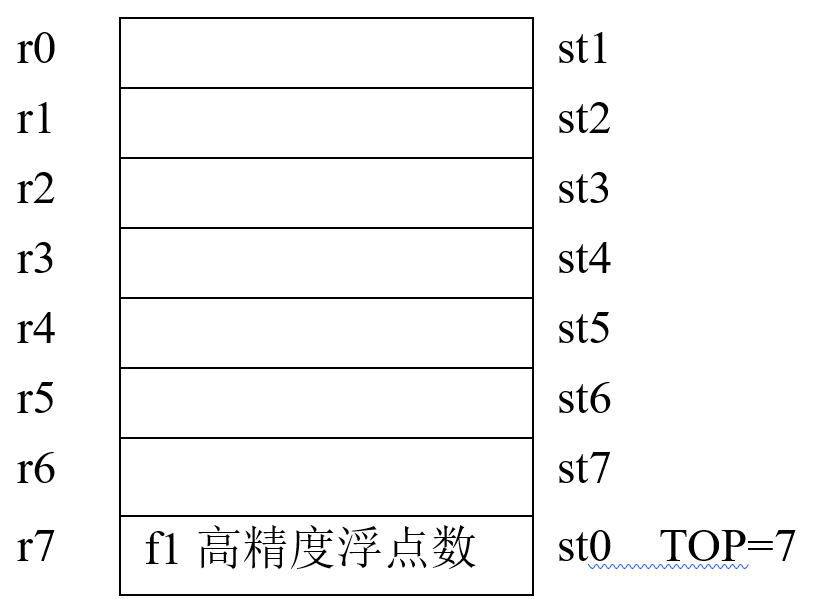 r0 st1
r1 st2
r2 st3
r3 st4
r4 st5
r5 st6
r6 st7
r7 f1 高精度浮点数 st0 TOP=7